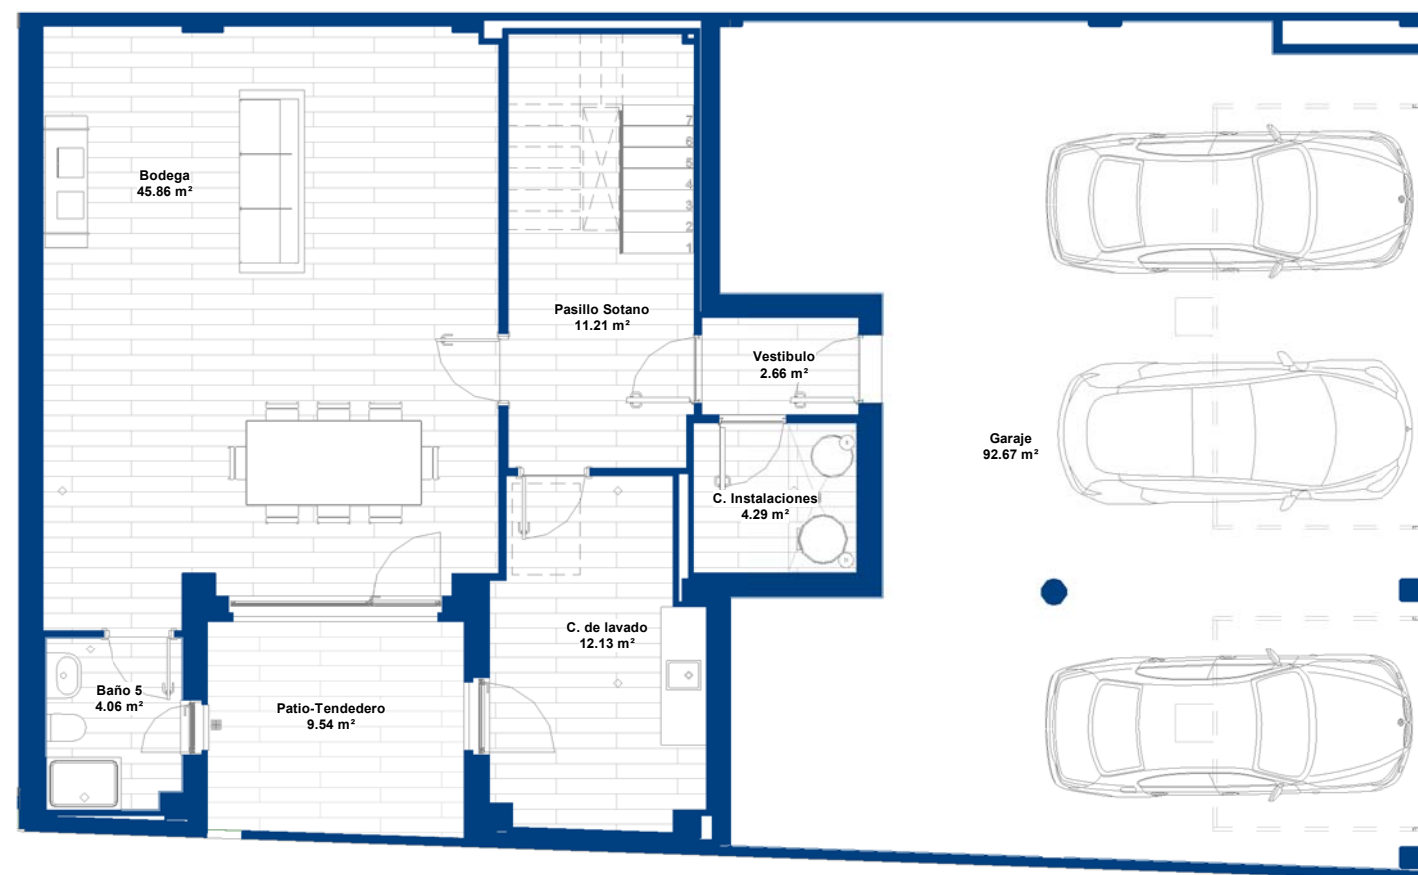 7
6
5
4
3
2
1
Bodega
45.86 m²
Pasillo Sotano
11.21 m²
Vestibulo
2.66 m²
Garaje
92.67 m²
C. Instalaciones
4.29 m²
C. de lavado
12.13 m²
Baño 5
4.06 m²
Patio-Tendedero
9.54 m²